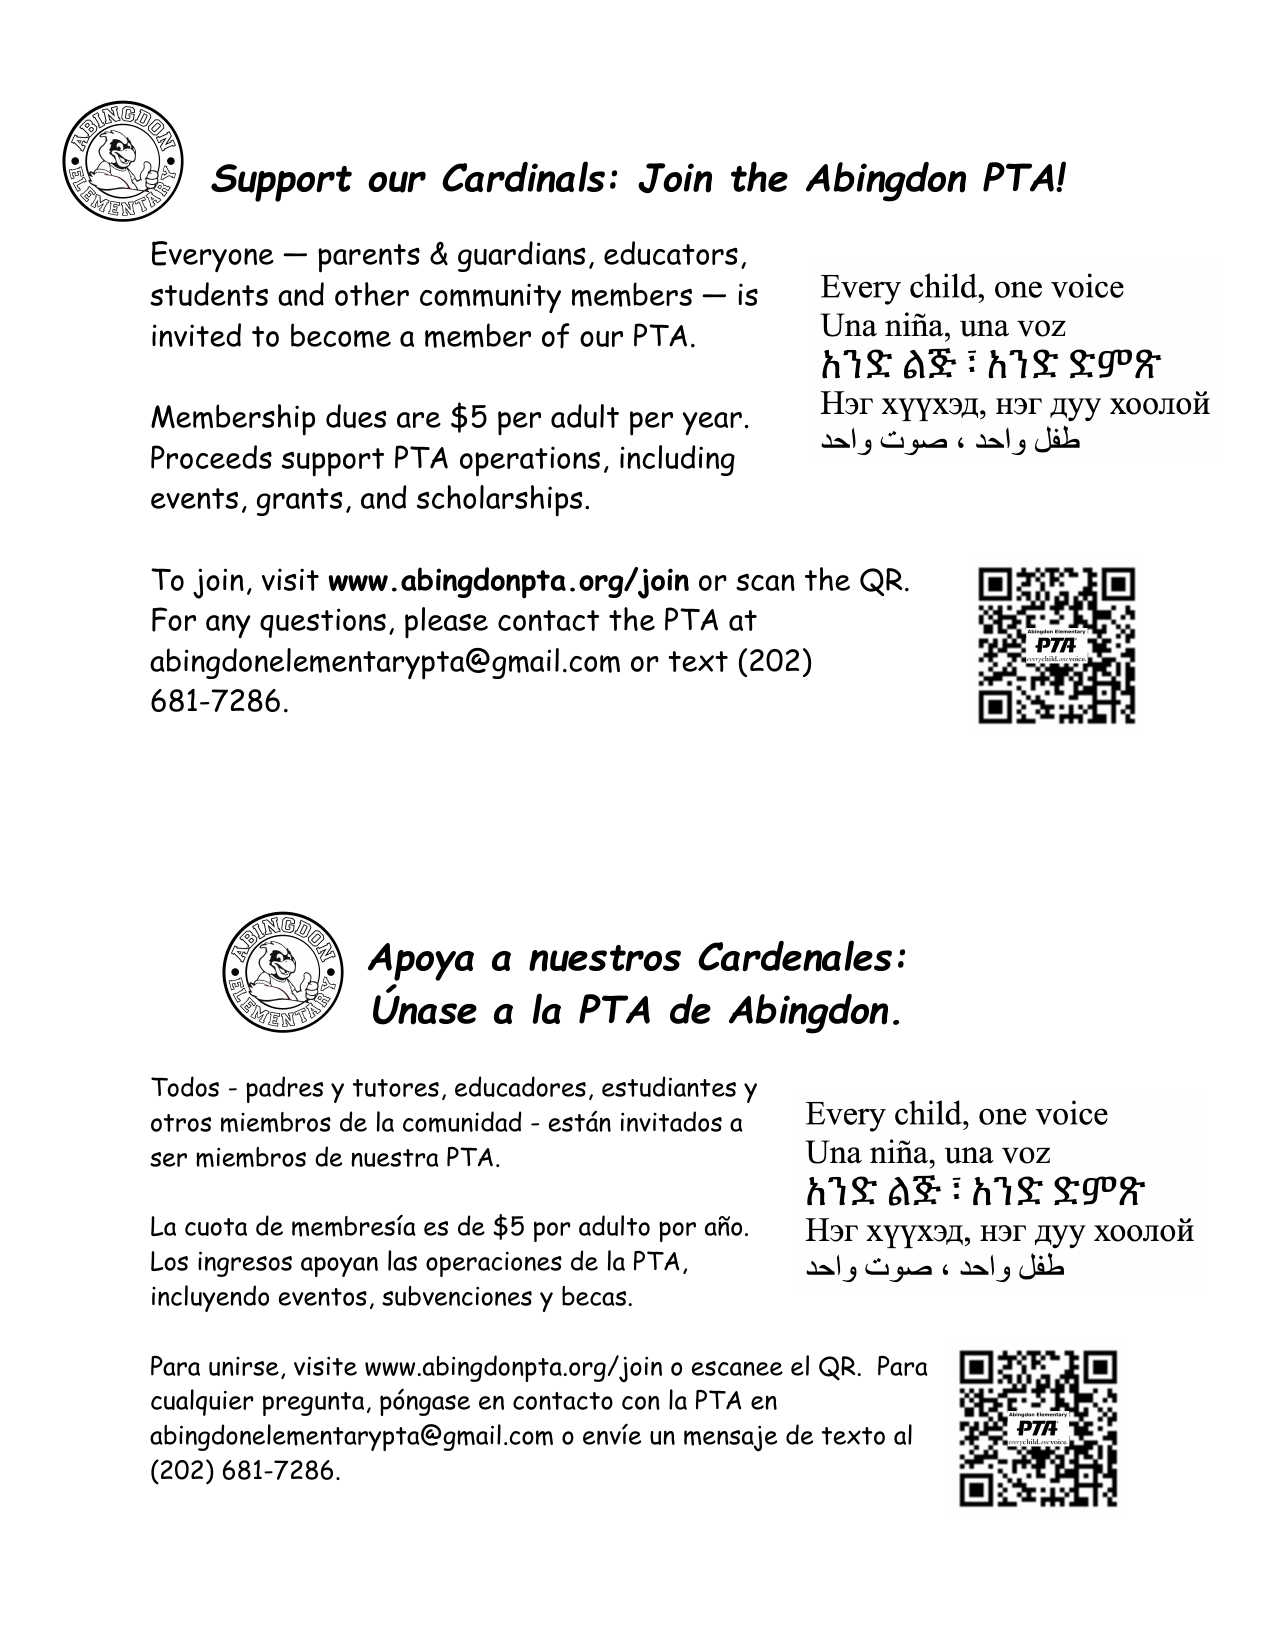 ABINGDON ELEMENTARY
Support our Cardinals: Join the Abingdon PTA!
Everyone — parents & guardians, educators,
students and other community members — is
invited to become a member of our PTA.
Membership dues are $5 per adult per year.
Proceeds support PTA operations, including
events, grants, and scholarships.
Every child, one voice
Una niña, una voz
አንድ ልጅ ፣ አንድ ድምጽ
Нэг хүүхэд, нэг дуу хоолой
طفل واحد ، صوت واحد
To join, visit www.abingdonpta.org/join or scan the QR.
For any questions, please contact the PTA at
abingdonelementarypta@gmail.com or text (202)
681-7286.
Abingdon Elementary
PTA
everychild.onevoice.
ABINGDON ELEMENTARY
Apoya a nuestros Cardenales:
Únase a la PTA de Abingdon.
Todos - padres y tutores, educadores, estudiantes y
otros miembros de la comunidad - están invitados a
ser miembros de nuestra PTA.
La cuota de membresía es de $5 por adulto por año.
Los ingresos apoyan las operaciones de la PTA,
incluyendo eventos, subvenciones y becas.
Every child, one voice
Una niña, una voz
አንድ ልጅ ፣ አንድ ድምጽ
Нэг хүүхэд, нэг дуу хоолой
طفل واحد ، صوت واحد
Para unirse, visite www.abingdonpta.org/join o escanee el QR.  Para
cualquier pregunta, póngase en contacto con la PTA en
abingdonelementarypta@gmail.com o envíe un mensaje de texto al
(202) 681-7286.
Abingdon Elementary
PTA
everychild.onevoice.